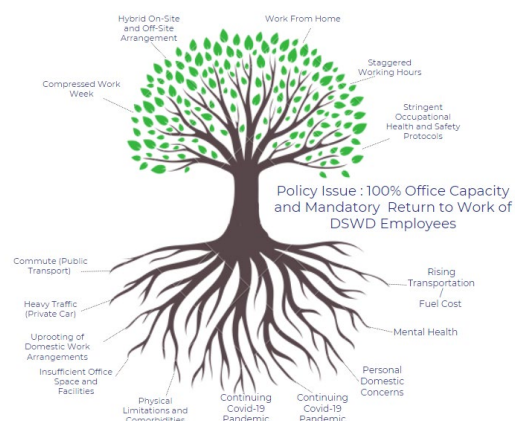 Hybrid On-Site
and Off-Site
Arrangement
Work From Home
Staggered
Working Hours
Compressed Work
Week
Stringent
Occupational
Health and Safety
Protocols
Policy Issue : 100% Office Capacity
and Mandatory Return to Work of
DSWD Employees
Commute (Public
Transport)
Rising
Transportation
/
Fuel Cost
Heavy Traffic
(Private Car)
Mental Health
Uprooting of
Domestic Work
Arrangements
Insufficient Office
Space and
Facilities
Personal
Domestic
Concerns
Physical
Limitations and
Comorbidities
Continuing
Covid-19
Pandemic
Continuing
Covid-19
Pandemic